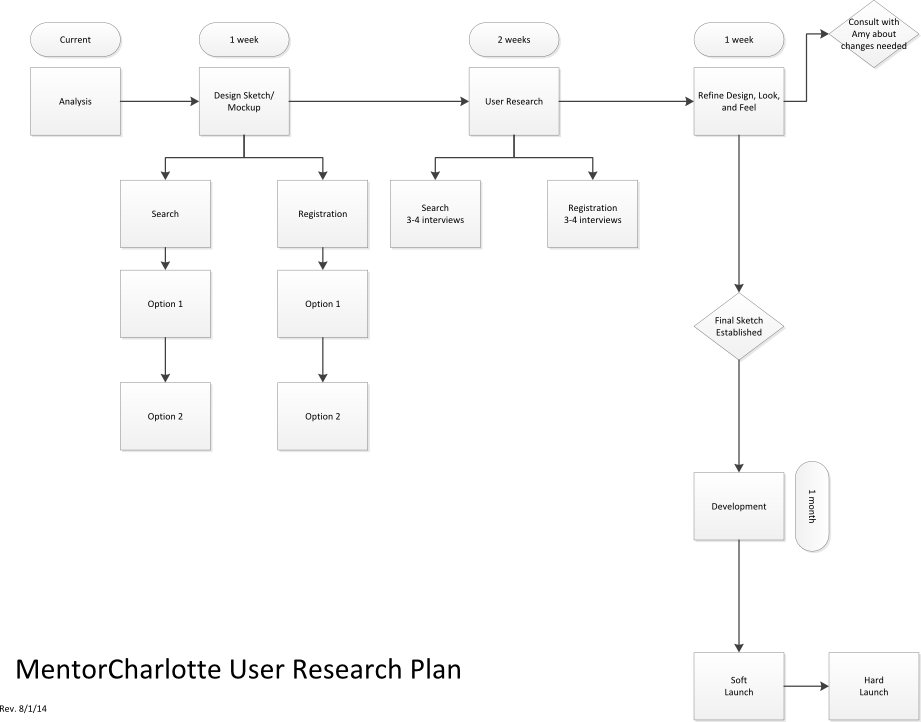 Current
1 week
2 weeks
1 week
Consult with
Amy about
changes needed
Analysis
Design Sketch/
Mockup
User Research
Refine Design, Look,
and Feel
Search
Registration
Search
3-4 interviews
Registration
3-4 interviews
Option 1
Option 1
Final Sketch
Established
Option 2
Option 2
Development
1 month
MentorCharlotte User Research Plan
Soft
Launch
Hard
Launch
Rev. 8/1/14